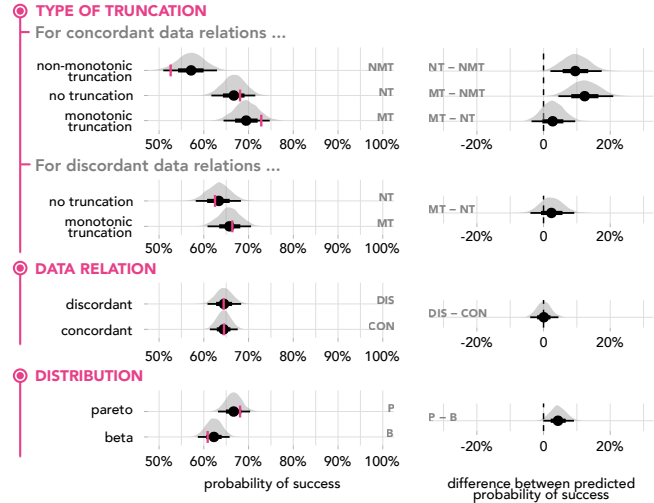 TYPE OF TRUNCATION
For concordant data relations ...
non-monotonic
truncation
NMT
NT – NMT
no truncation
NT
MT – NMT
monotonic
truncation
MT
MT – NT
50% 60% 70% 80% 90% 100%
-20% 0 20%
For discordant data relations ...
no truncation
NT
monotonic
truncation
MT
MT – NT
50% 60% 70% 80% 90% 100%
-20% 0 20%
DATA RELATION
discordant
DIS
concordant
CON
DIS – CON
50% 60% 70% 80% 90% 100%
-20% 0 20%
DISTRIBUTION
pareto
P
beta
B
P – B
50% 60% 70% 80% 90% 100%
-20% 0 20%
probability of success
difference between predicted
probability of success